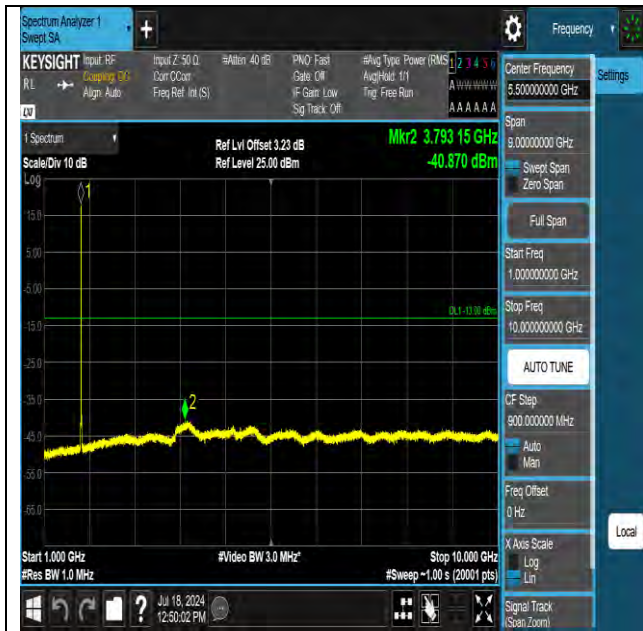 Spectrum Analyzer 1
Swept SA
+
Frequency
KEYSIGHT
RL
Input: RF
Coupling: DC
Align: Auto
Input Z: 50 Ω
Corr CCorr
Freq Ref: Int (S)
#Atten: 40 dB
PNO: Fast
Gate: Off
IF Gain: Low
Sig Track: Off
#Avg Type: Power (RMS)
Avg|Hold: 1/1
Trig: Free Run
1 2 3 4 5 6
A W W W W W
A A A A A A
1 Spectrum
Scale/Div 10 dB
Log
Ref Lvl Offset 3.23 dB
Ref Level 25.00 dBm
Mkr2 3.793 15 GHz
-40.870 dBm
1
15.0
5.00
-5.00
DL1 -13.00 dBm
-15.0
-25.0
-35.0
2
-45.0
-55.0
-65.0
Start 1.000 GHz
#Res BW 1.0 MHz
#Video BW 3.0 MHz*
Stop 10.000 GHz
#Sweep ~1.00 s (20001 pts)
?
Jul 18, 2024
12:50:02 PM
Center Frequency
5.500000000 GHz
Settings
Span
9.00000000 GHz
Swept Span
Zero Span
Full Span
Start Freq
1.000000000 GHz
Stop Freq
10.000000000 GHz
AUTO TUNE
CF Step
900.000000 MHz
Auto
Man
Freq Offset
0 Hz
X Axis Scale
Log
Lin
Local
Signal Track
(Span Zoom)